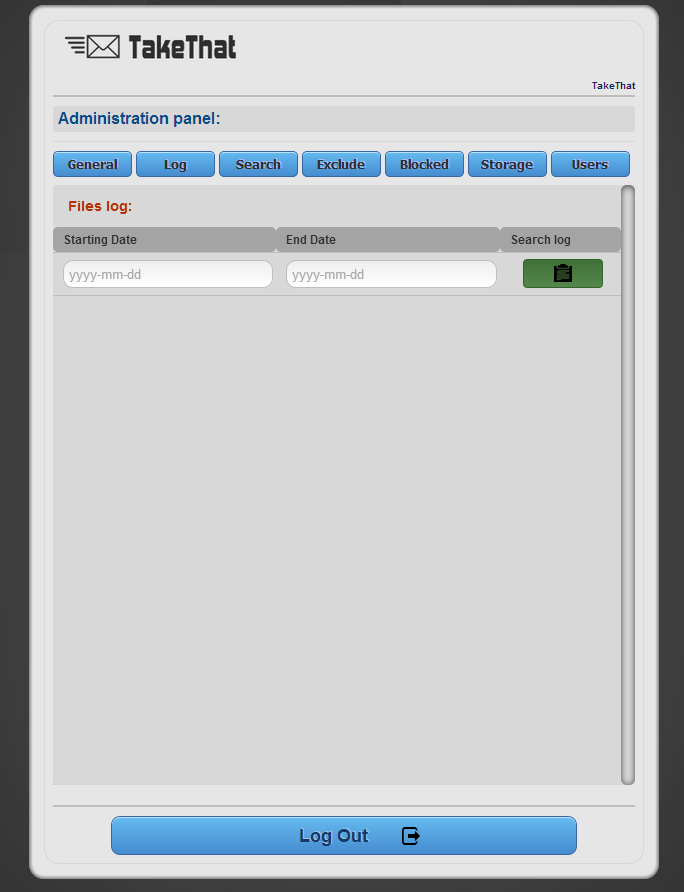 TakeThat
TakeThat
Administration panel:
General Log Search Exclude Blocked Storage Users
Files log:
Starting Date End Date Search log
yyyy-mm-dd yyyy-mm-dd
Log Out